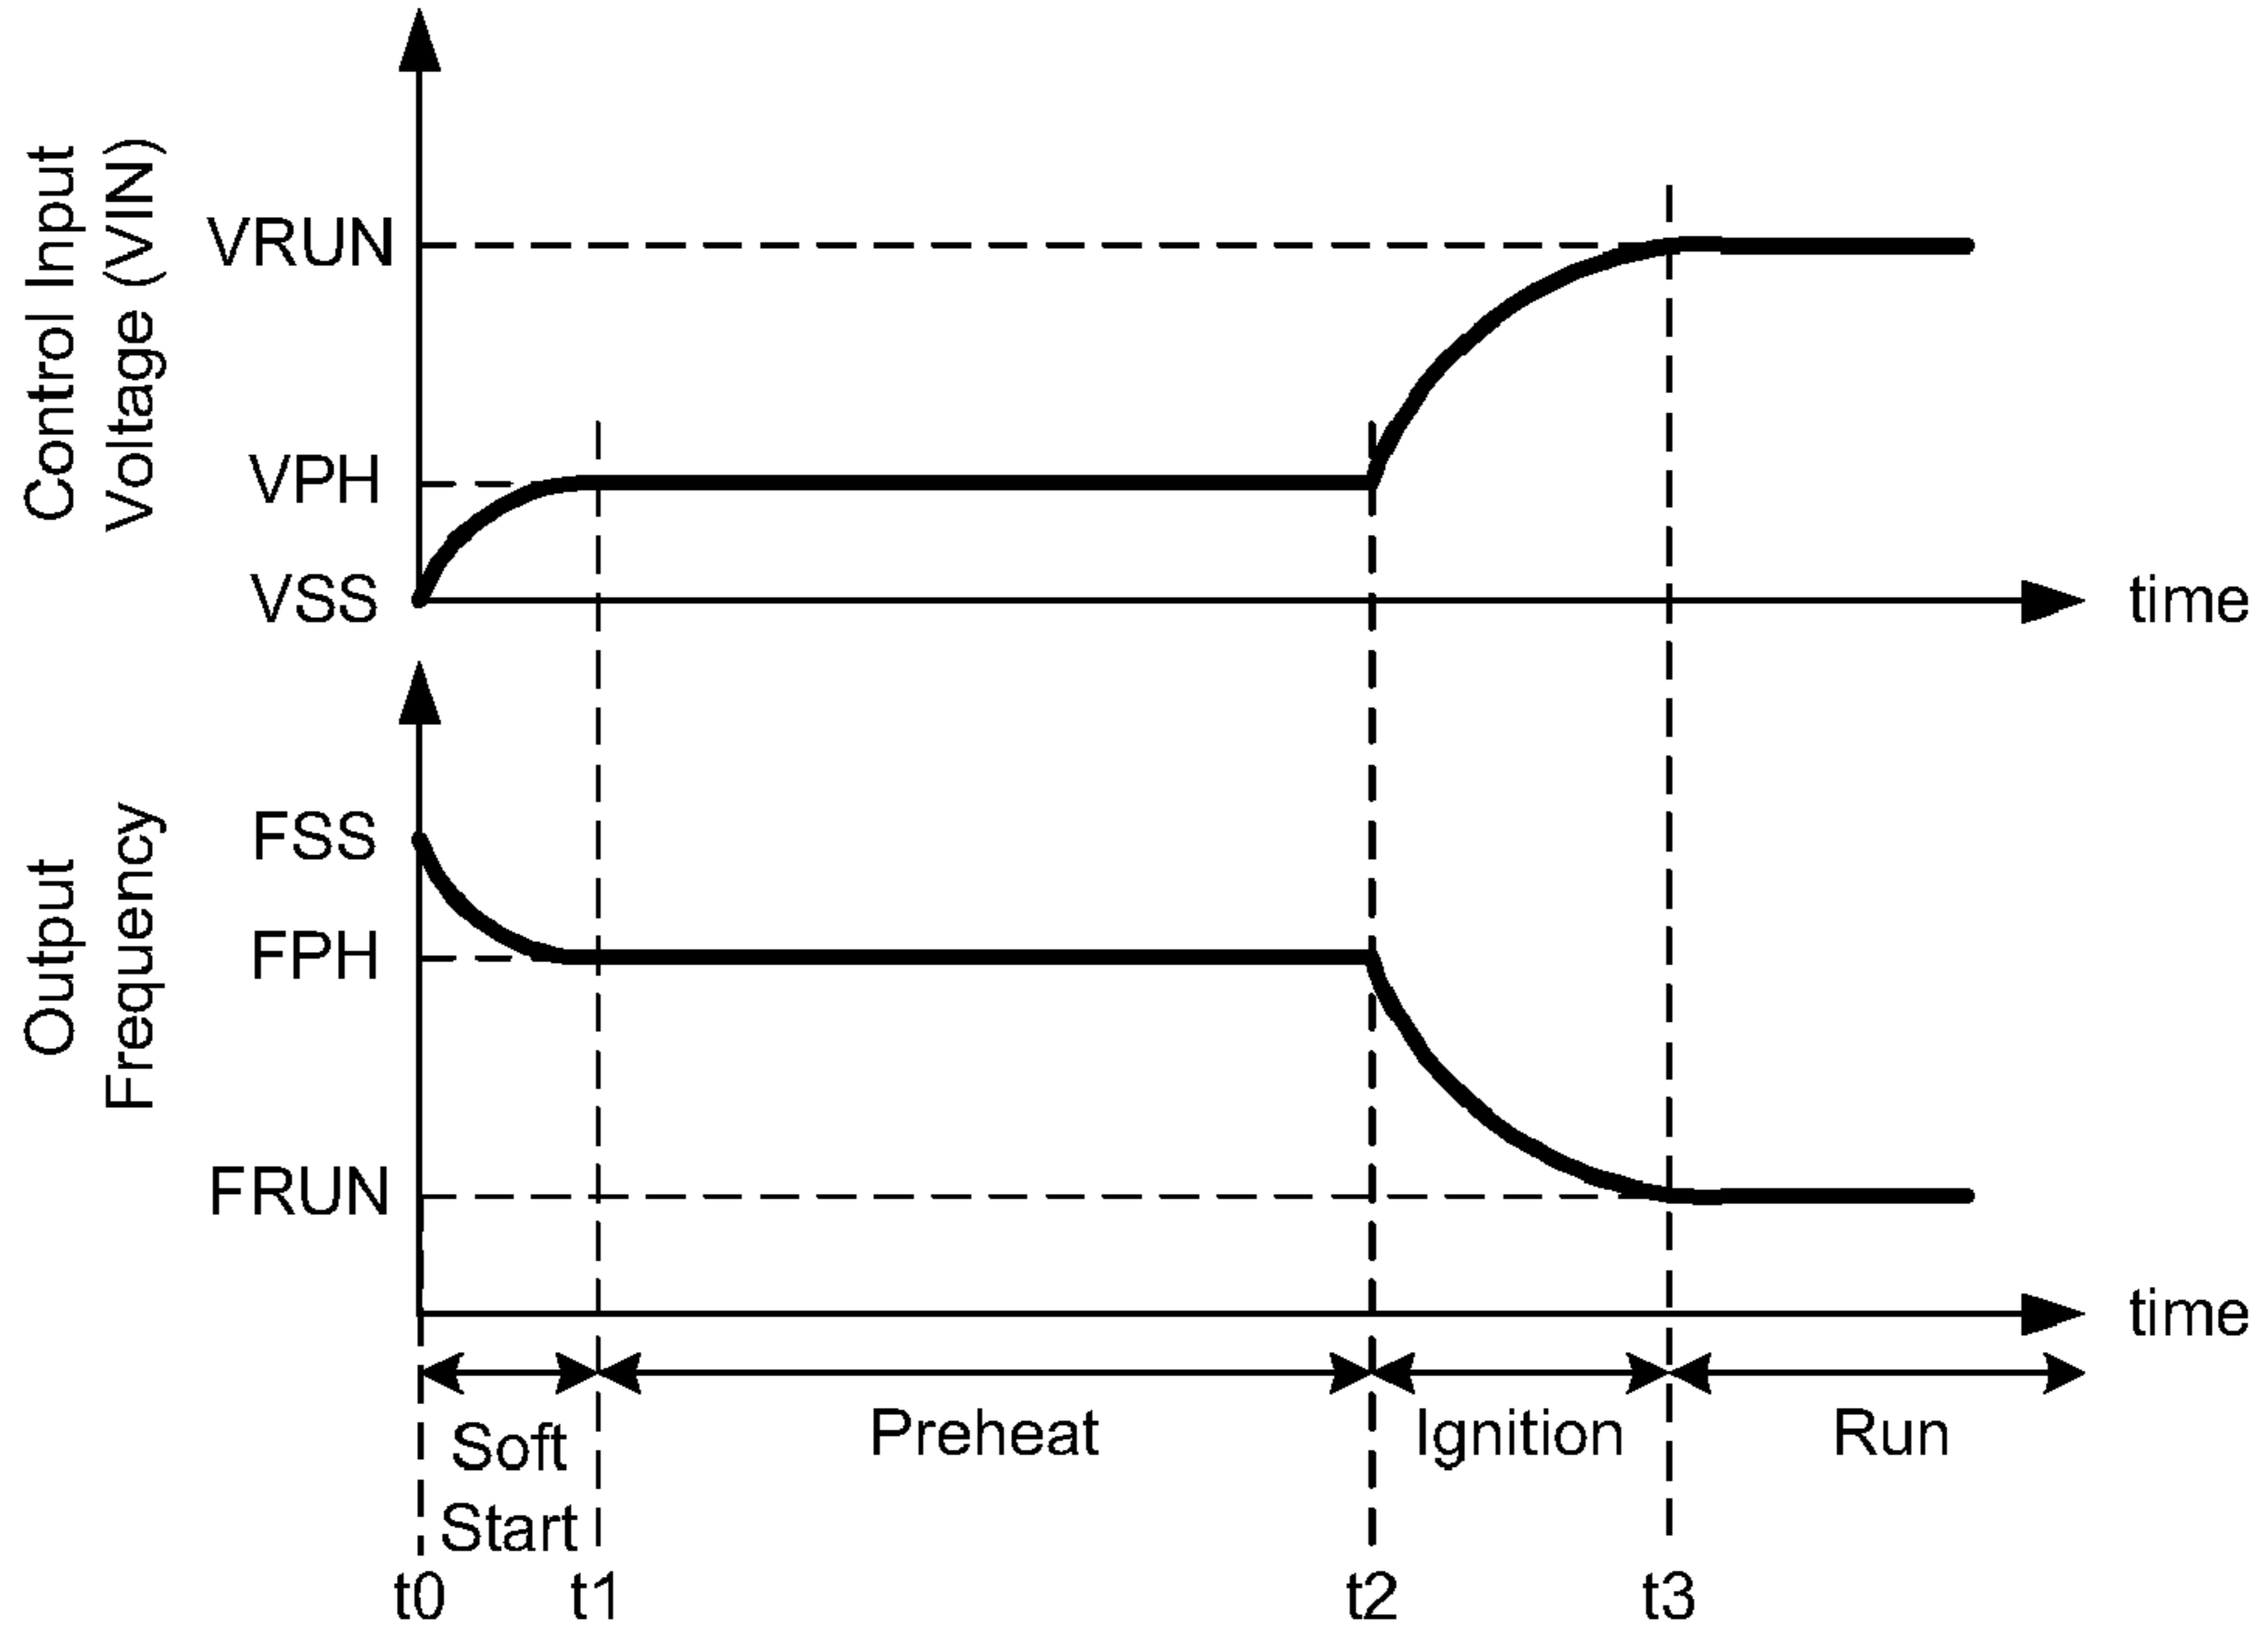 Control Input
Voltage (VIN)
VRUN
VPH
VSS
time
Output
Frequency
FSS
FPH
FRUN
time
Soft
Start
Preheat
Ignition
Run
t0
t1
t2
t3